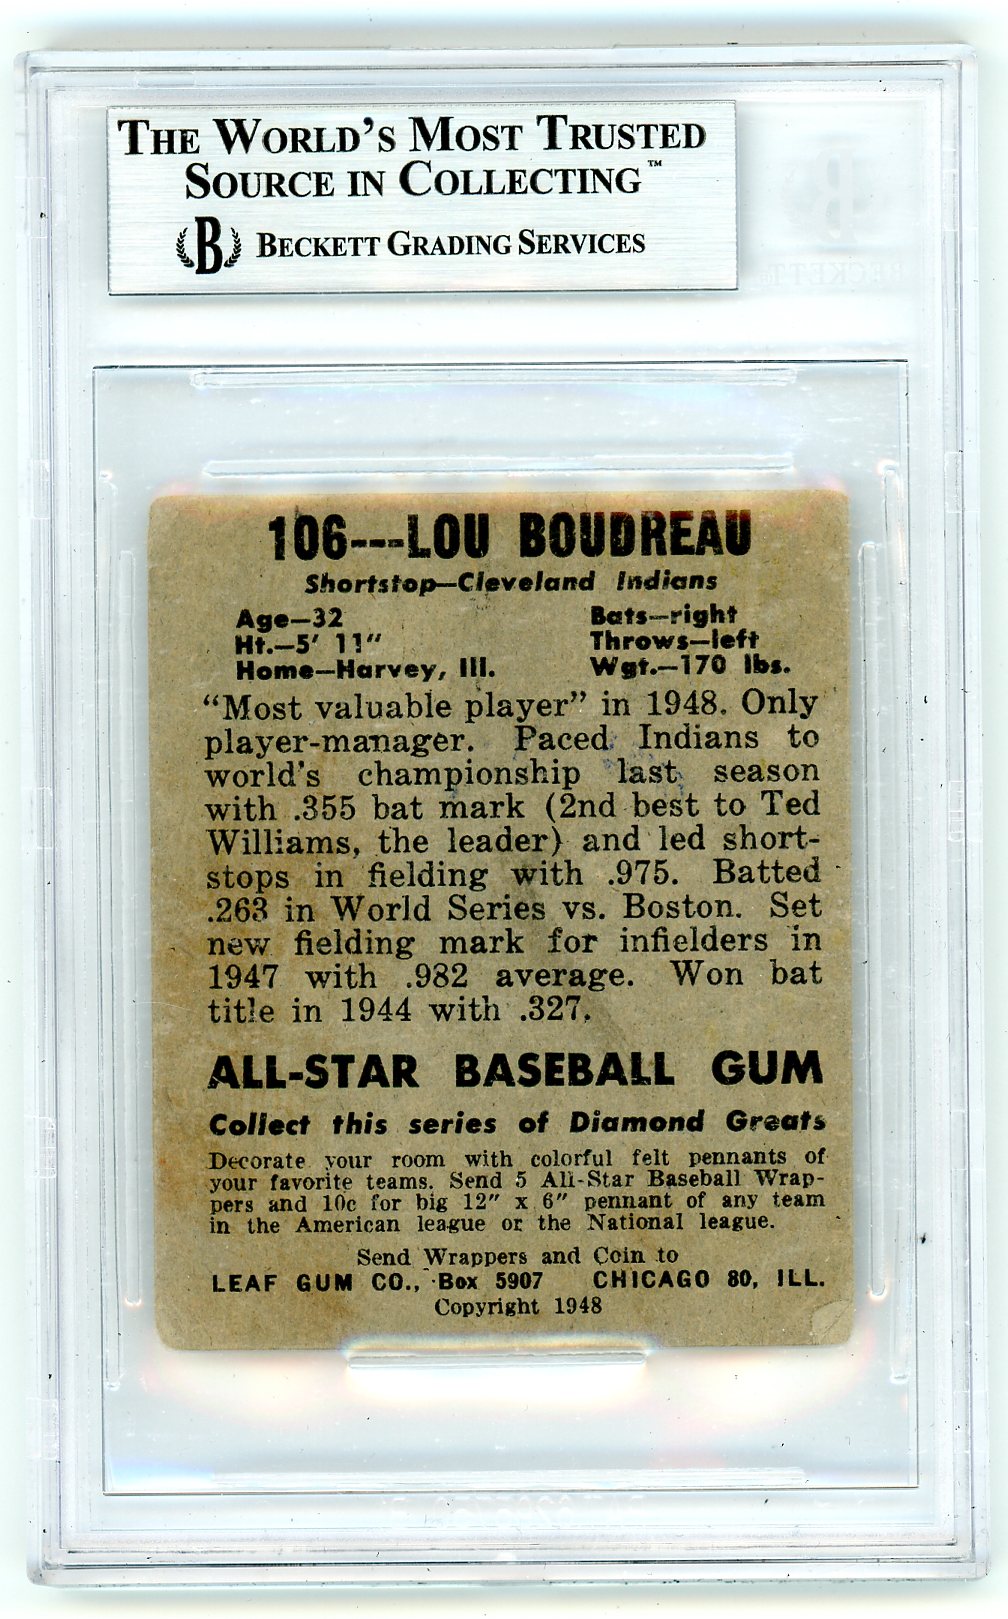 THE WORLD'S MOST TRUSTED
SOURCE IN COLLECTING™
B BECKETT GRADING SERVICES
B
BECKETT
106---LOU BOUDREAU
Shortstop—Cleveland Indians
Age—32
Bats—right
Ht.—5' 11"
Throws—left
Home—Harvey, Ill.
Wgt.—170 lbs.
“Most valuable player” in 1948. Only
player-manager. Paced Indians to
world's championship last season
with .355 bat mark (2nd best to Ted
Williams, the leader) and led short-
stops in fielding with .975. Batted
.263 in World Series vs. Boston. Set
new fielding mark for infielders in
1947 with .982 average. Won bat
title in 1944 with .327.
ALL-STAR BASEBALL GUM
Collect this series of Diamond Greats
Decorate your room with colorful felt pennants of
your favorite teams. Send 5 All-Star Baseball Wrap-
pers and 10c for big 12" x 6" pennant of any team
in the American league or the National league.
Send Wrappers and Coin to
LEAF GUM CO., Box 5907 CHICAGO 80, ILL.
Copyright 1948